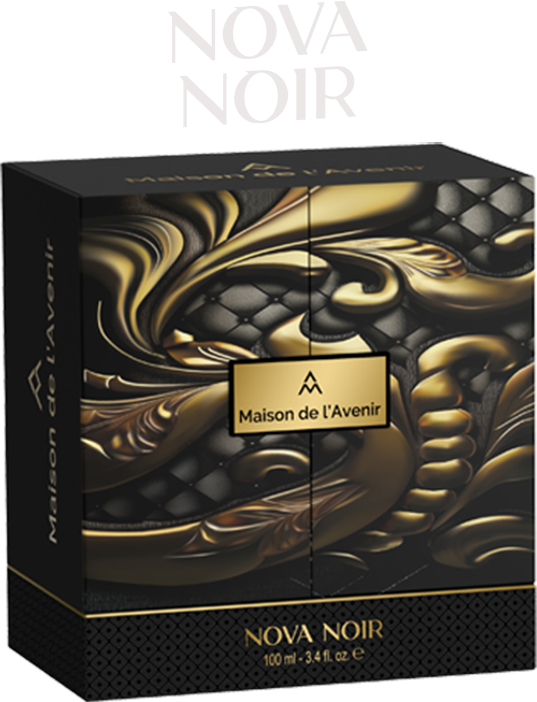 NOVA
NOIR
Maison de l'Avenir
Maison de l'Avenir
Maison de l'Avenir
NOVA NOIR
100 ml - 3.4 fl. oz. ℮